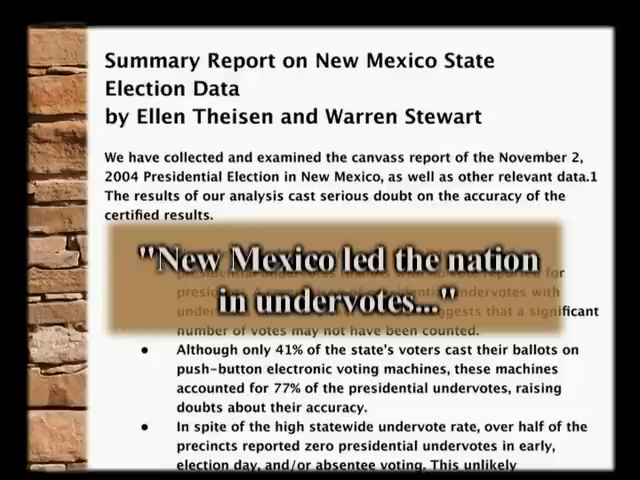 Summary Report on New Mexico State
Election Data
by Ellen Theisen and Warren Stewart
We have collected and examined the canvass report of the November 2,
2004 Presidential Election in New Mexico, as well as other relevant data.1
The results of our analysis cast serious doubt on the accuracy of the
certified results.
"New Mexico led the nation
for
in undervotes..."
undervotes with
suggests that a significant
number of votes may not have been counted.
● Although only 41% of the state's voters cast their ballots on
push-button electronic voting machines, these machines
accounted for 77% of the presidential undervotes, raising
doubts about their accuracy.
● In spite of the high statewide undervote rate, over half of the
precincts reported zero presidential undervotes in early,
election day, and/or absentee voting. This unlikely